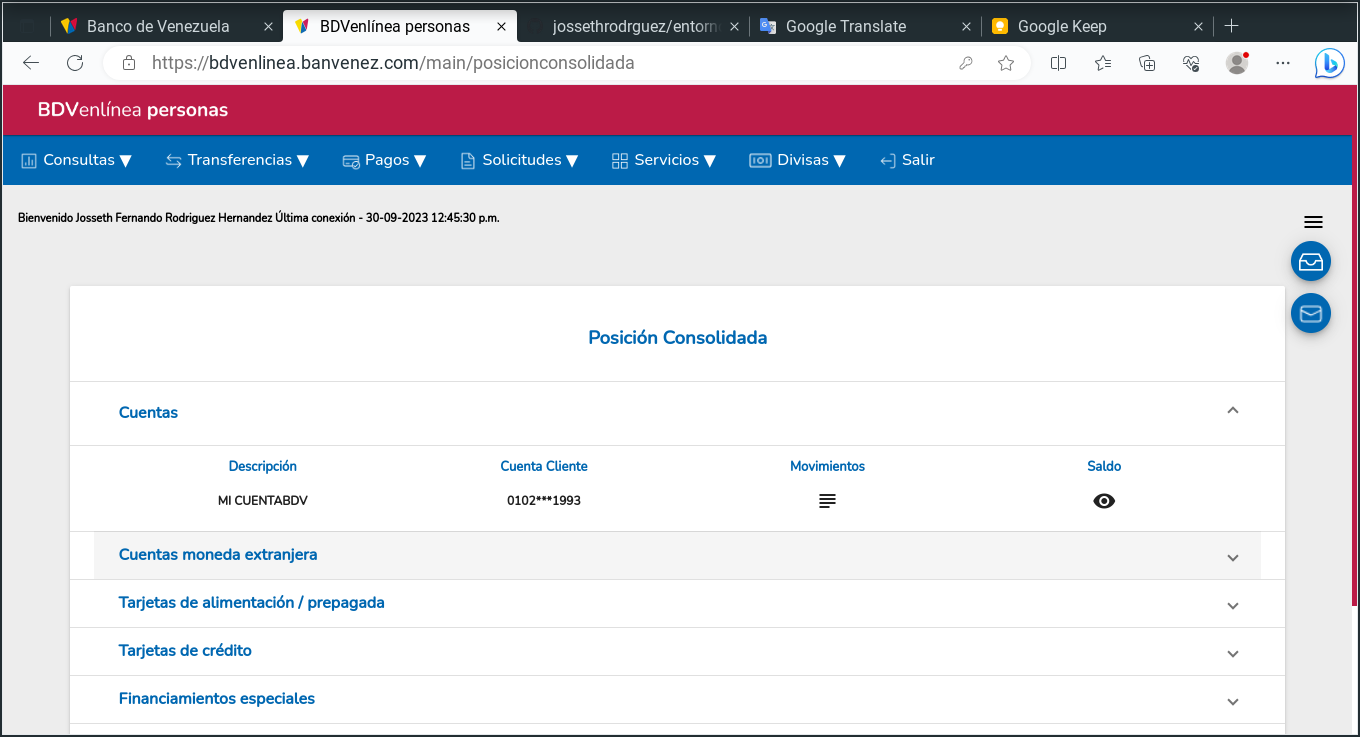 Banco de Venezuela
BDVenlínea personas
jossethrodrguez/entorn
Google Translate
Google Keep
https://bdvenlinea.banvenez.com/main/posicionconsolidada
BDVenlínea personas
Consultas ▼ Transferencias ▼ Pagos ▼ Solicitudes ▼ Servicios ▼ Divisas ▼ Salir
Bienvenido Josseth Fernando Rodriguez Hernandez Última conexión - 30-09-2023 12:45:30 p.m.
Posición Consolidada
Cuentas
Descripción Cuenta Cliente Movimientos Saldo
MI CUENTABDV 0102***1993
Cuentas moneda extranjera
Tarjetas de alimentación / prepagada
Tarjetas de crédito
Financiamientos especiales